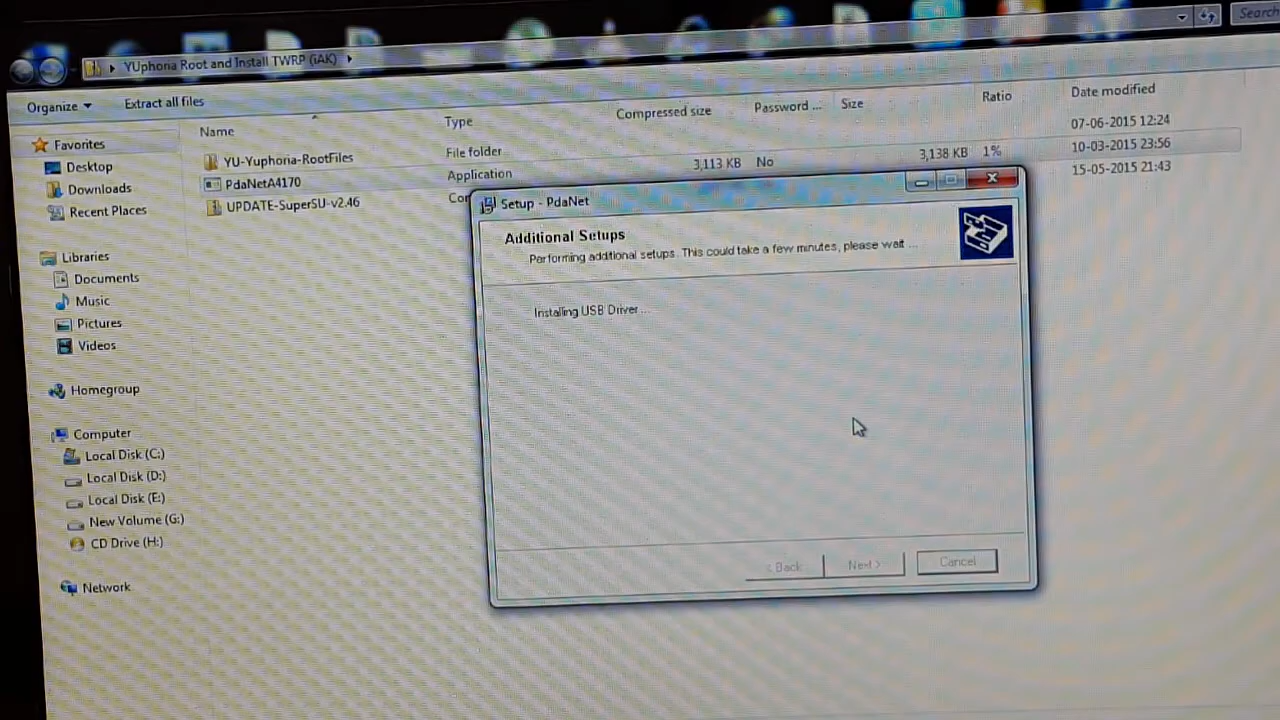 Search
YUphoria Root and Install TWRP (iAK)
Organize
Extract all files
Name
Type
Compressed size
Password ...
Size
Ratio
Date modified
YU-Yuphoria-RootFiles
File folder
07-06-2015 12:24
PdaNetA4170
Application
3,113 KB
No
3,138 KB
1%
10-03-2015 23:56
UPDATE-SuperSU-v2.46
15-05-2015 21:43
Favorites
Desktop
Downloads
Recent Places
Libraries
Documents
Music
Pictures
Videos
Homegroup
Computer
Local Disk (C:)
Local Disk (D:)
Local Disk (E:)
New Volume (G:)
CD Drive (H:)
Network
Setup - PdaNet
Additional Setups
Performing additional setups. This could take a few minutes, please wait ...
Installing USB Driver ...
< Back
Next >
Cancel